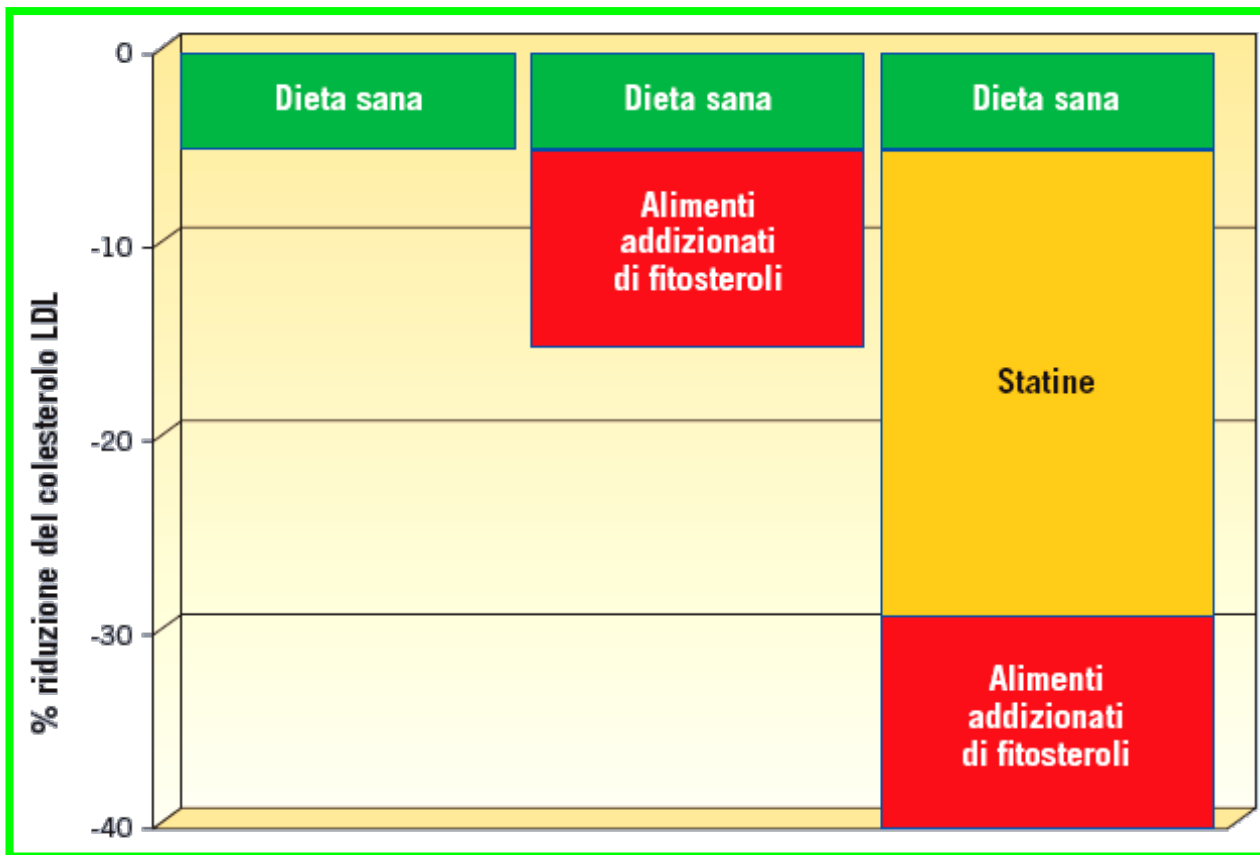 % riduzione del colesterolo LDL
0
-10
-20
-30
-40
Dieta sana
Dieta sana
Alimenti
addizionati
di fitosteroli
Dieta sana
Statine
Alimenti
addizionati
di fitosteroli